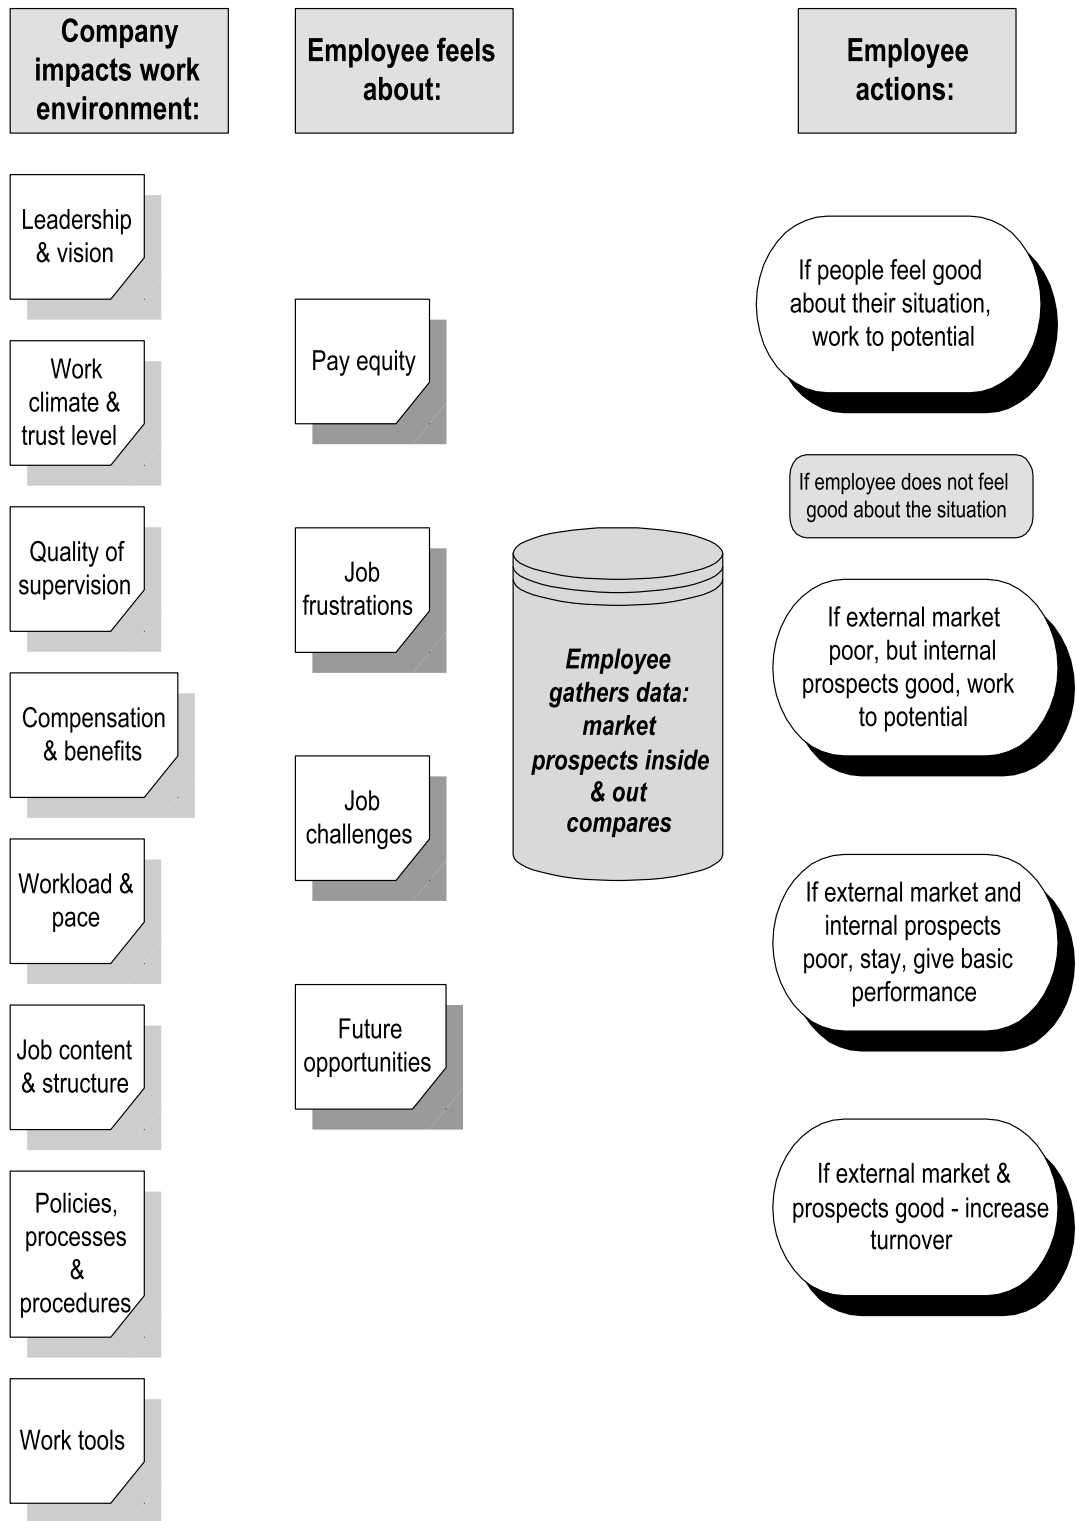 Company
impacts work
environment:
Employee feels
about:
Employee
actions:
Leadership
& vision
Work
climate &
trust level
Quality of
supervision
Compensation
& benefits
Workload &
pace
Job content
& structure
Policies,
processes
&
procedures
Work tools
Pay equity
Job
frustrations
Job
challenges
Future
opportunities
Employee
gathers data:
market
prospects inside
& out
compares
If people feel good
about their situation,
work to potential
If employee does not feel
good about the situation
If external market
poor, but internal
prospects good, work
to potential
If external market and
internal prospects
poor, stay, give basic
performance
If external market &
prospects good - increase
turnover